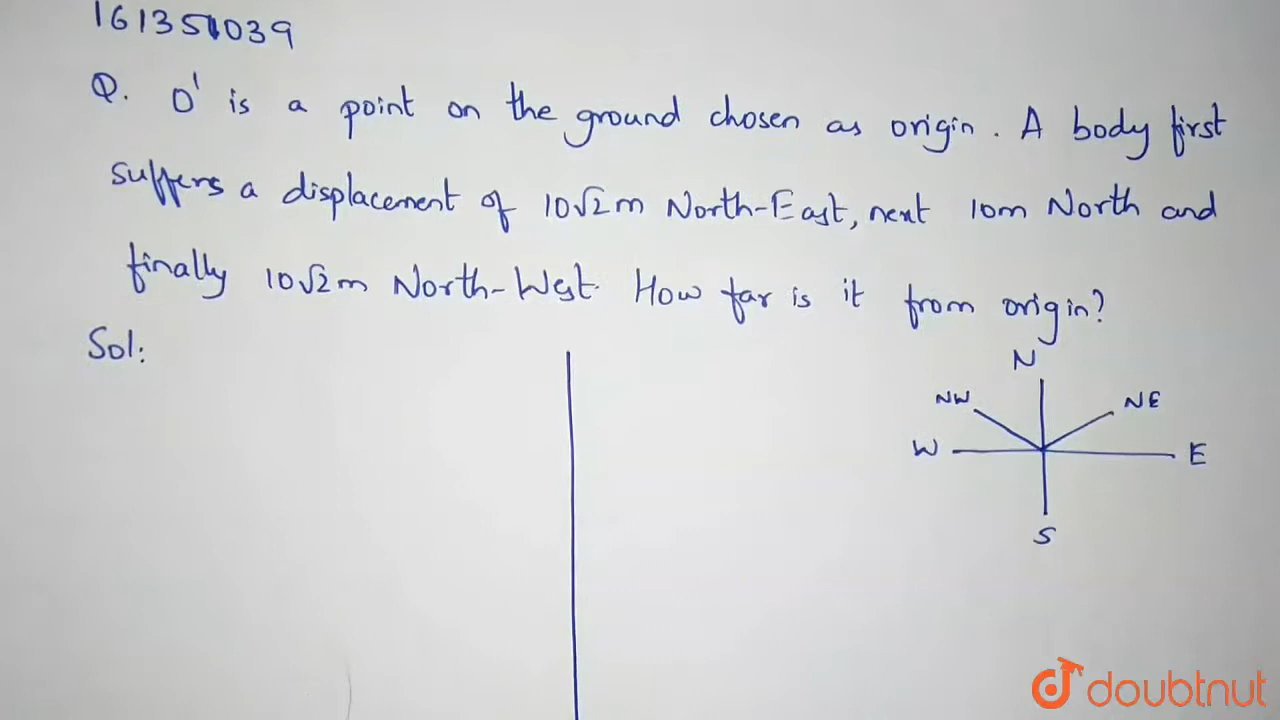 161351039
Q. O' is a point on the ground chosen as origin. A body first
suffers a displacement of 10√2m North-East, next 10m North and
finally 10√2m North-West. How far is it from origin?
Sol:
N
NW NE
W E
S
doubtnut